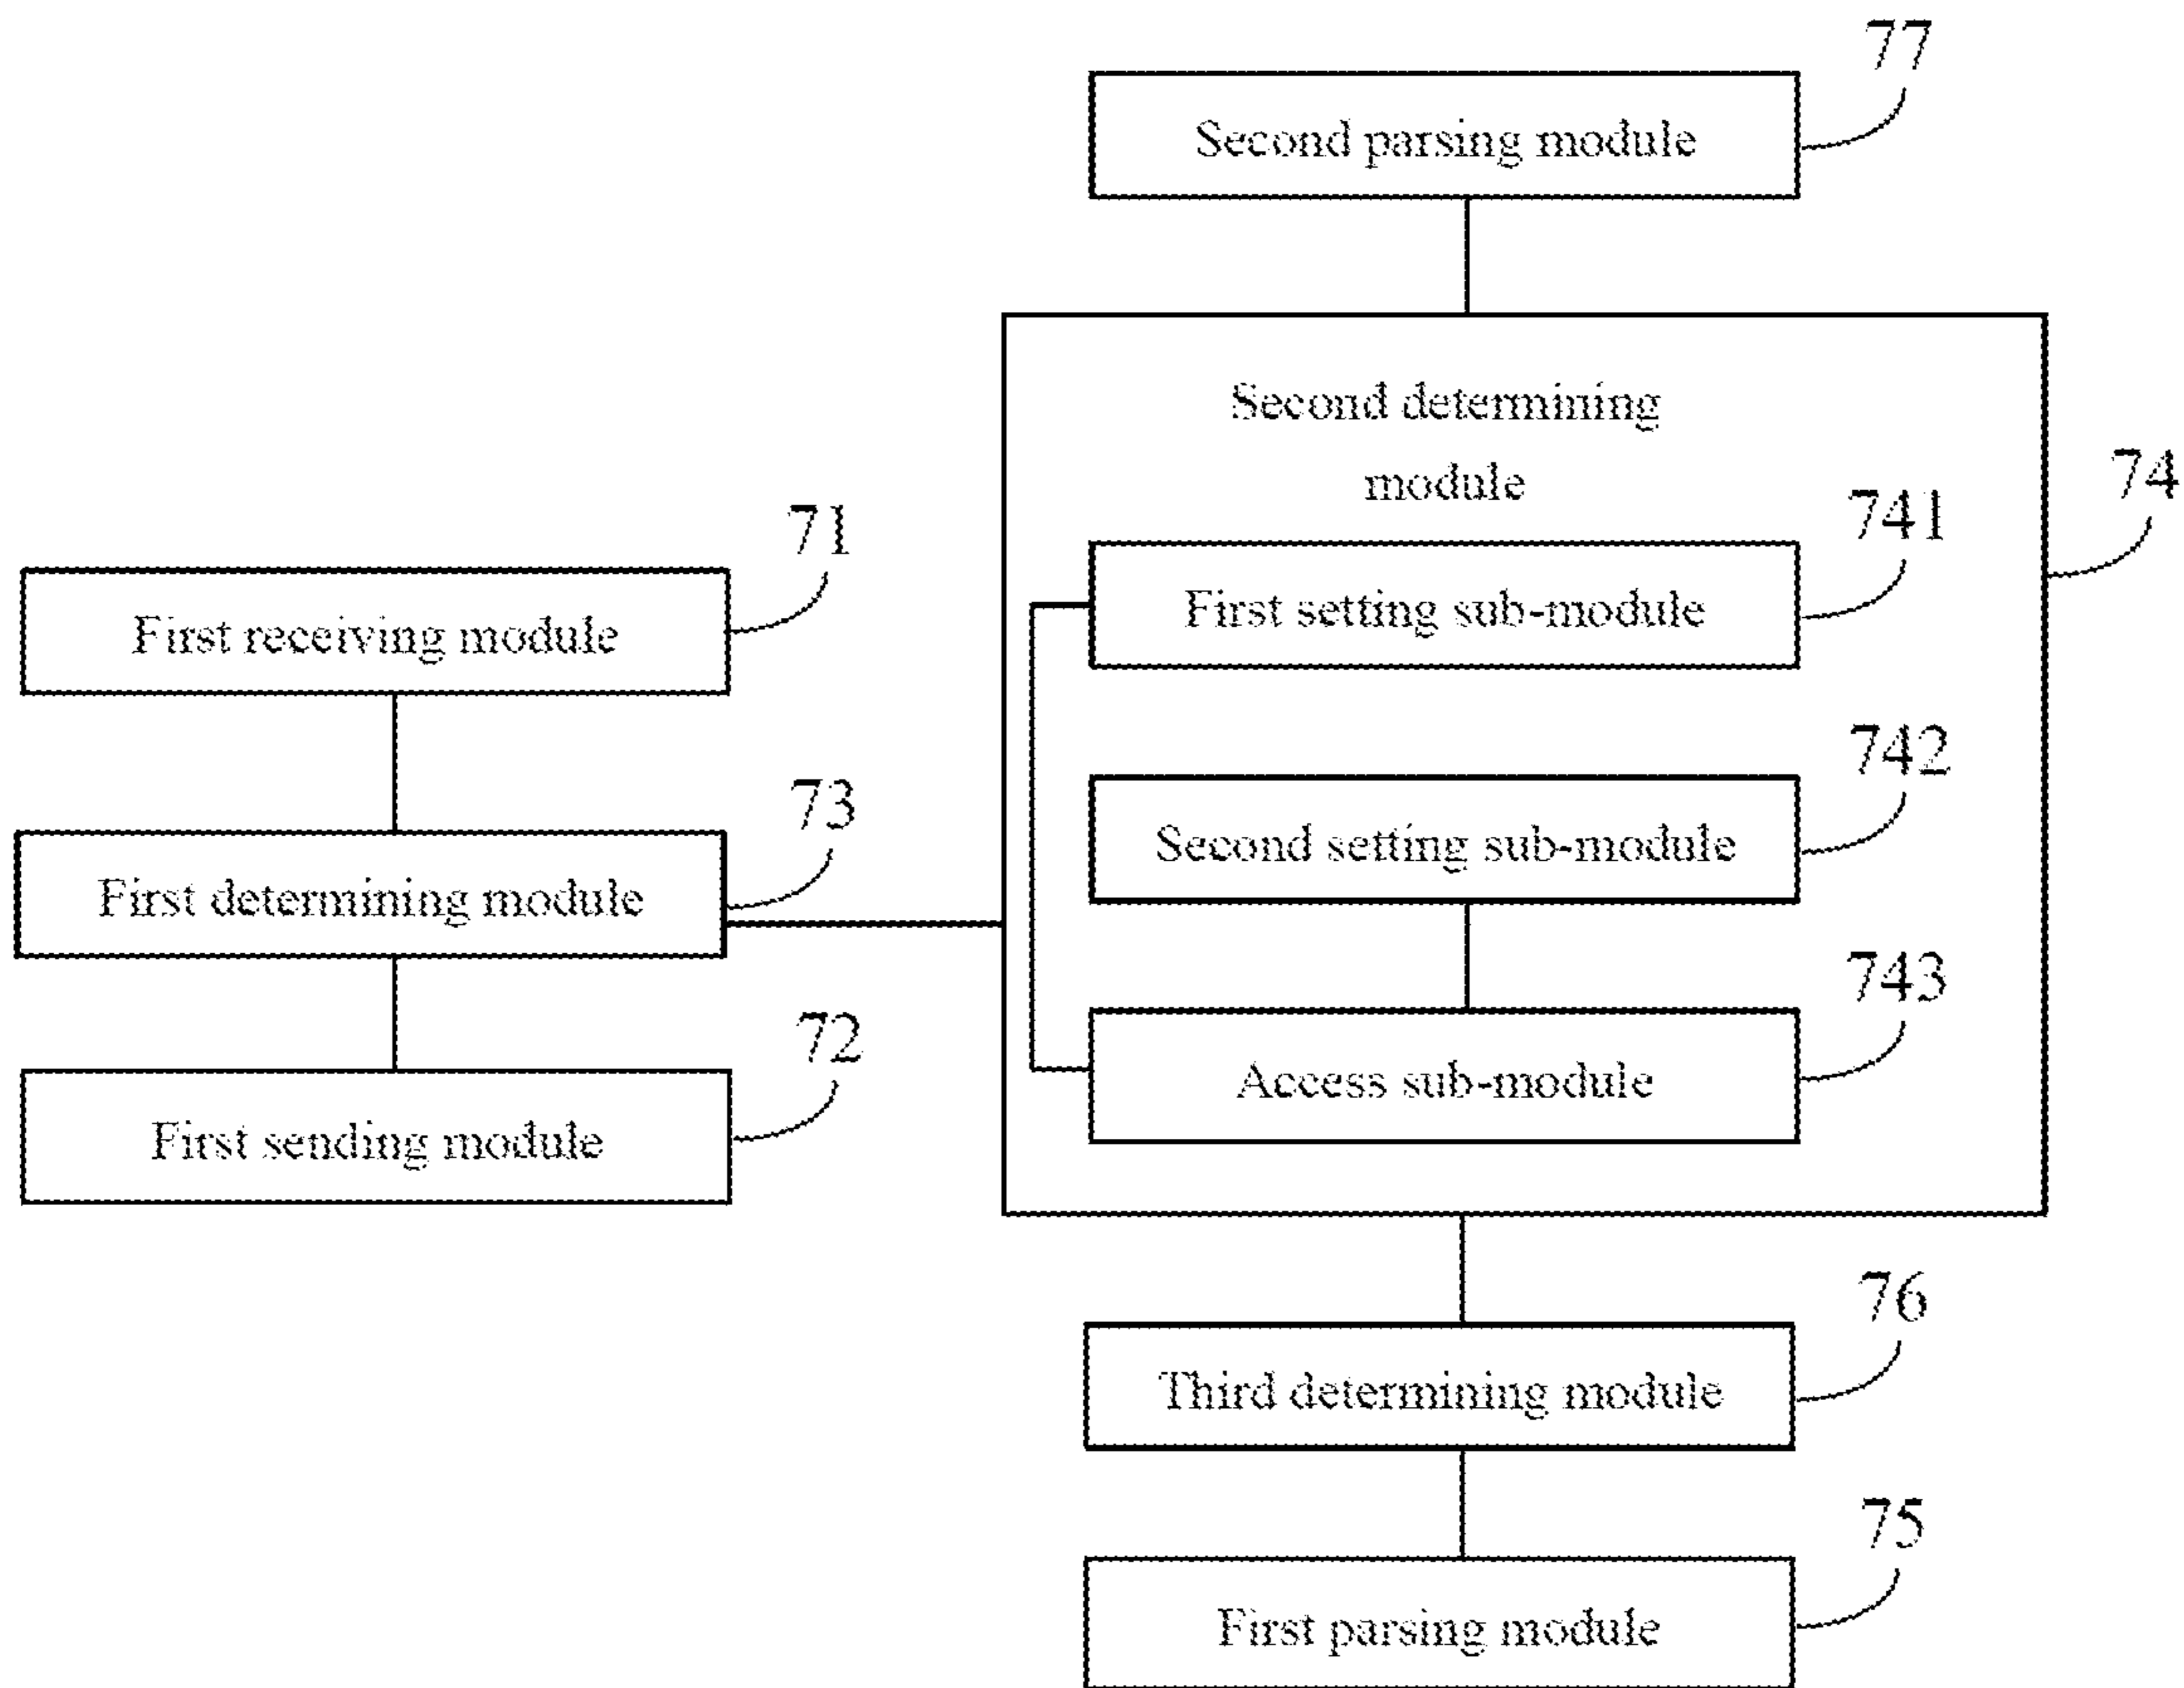 77
Second parsing module
Second determining
module
74
741
First setting sub-module
71
First receiving module
742
Second setting sub-module
73
First determining module
743
Access sub-module
72
First sending module
76
Third determining module
75
First parsing module